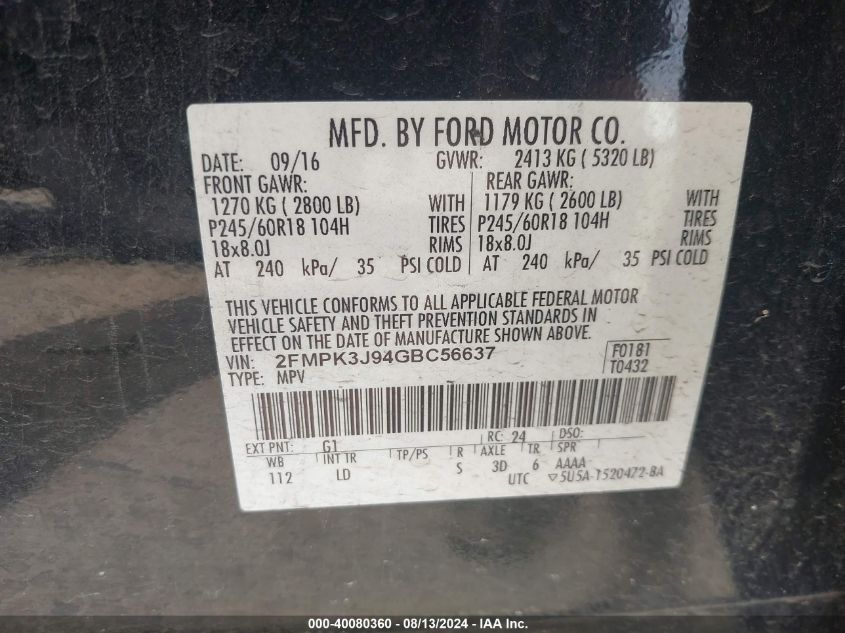 MFD. BY FORD MOTOR CO.
DATE: 09/16 GVWR: 2413 KG ( 5320 LB)
FRONT GAWR: REAR GAWR:
1270 KG ( 2800 LB) WITH 1179 KG ( 2600 LB) WITH
P245/60R18 104H TIRES P245/60R18 104H TIRES
18x8.0J RIMS 18x8.0J RIMS
AT 240 kPa/ 35 PSI COLD AT 240 kPa/ 35 PSI COLD
THIS VEHICLE CONFORMS TO ALL APPLICABLE FEDERAL MOTOR
VEHICLE SAFETY AND THEFT PREVENTION STANDARDS IN
EFFECT ON THE DATE OF MANUFACTURE SHOWN ABOVE.
VIN: 2FMPK3J94GBC56637 F0181
TYPE: MPV T0432
EXT PNT: G1 RC: 24 DSO:
WB INT TR TP/PS R AXLE TR SPR
112 LD S 3D 6 AAAA
UTC ▽5U5A-1520472-BA
000-40080360 - 08/13/2024 - IAA Inc.